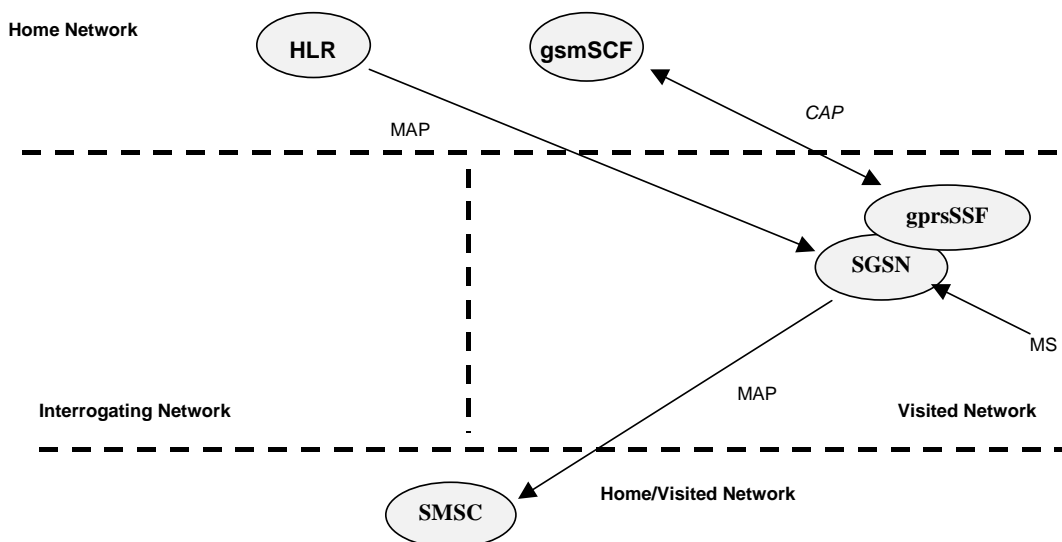 Home Network
HLR
gsmSCF
CAP
MAP
gprsSSF
SGSN
MS
MAP
Interrogating Network
Visited Network
Home/Visited Network
SMSC